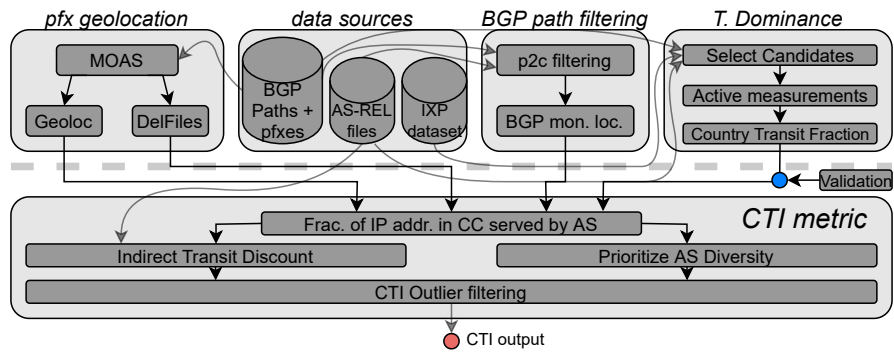 pfx geolocation
data sources
BGP path filtering
T. Dominance
MOAS
Geoloc
DelFiles
BGP
Paths +
pfxes
AS-REL
files
IXP
dataset
p2c filtering
BGP mon. loc.
Select Candidates
Active measurements
Country Transit Fraction
Validation
CTI metric
Frac. of IP addr. in CC served by AS
Indirect Transit Discount
Prioritize AS Diversity
CTI Outlier filtering
CTI output